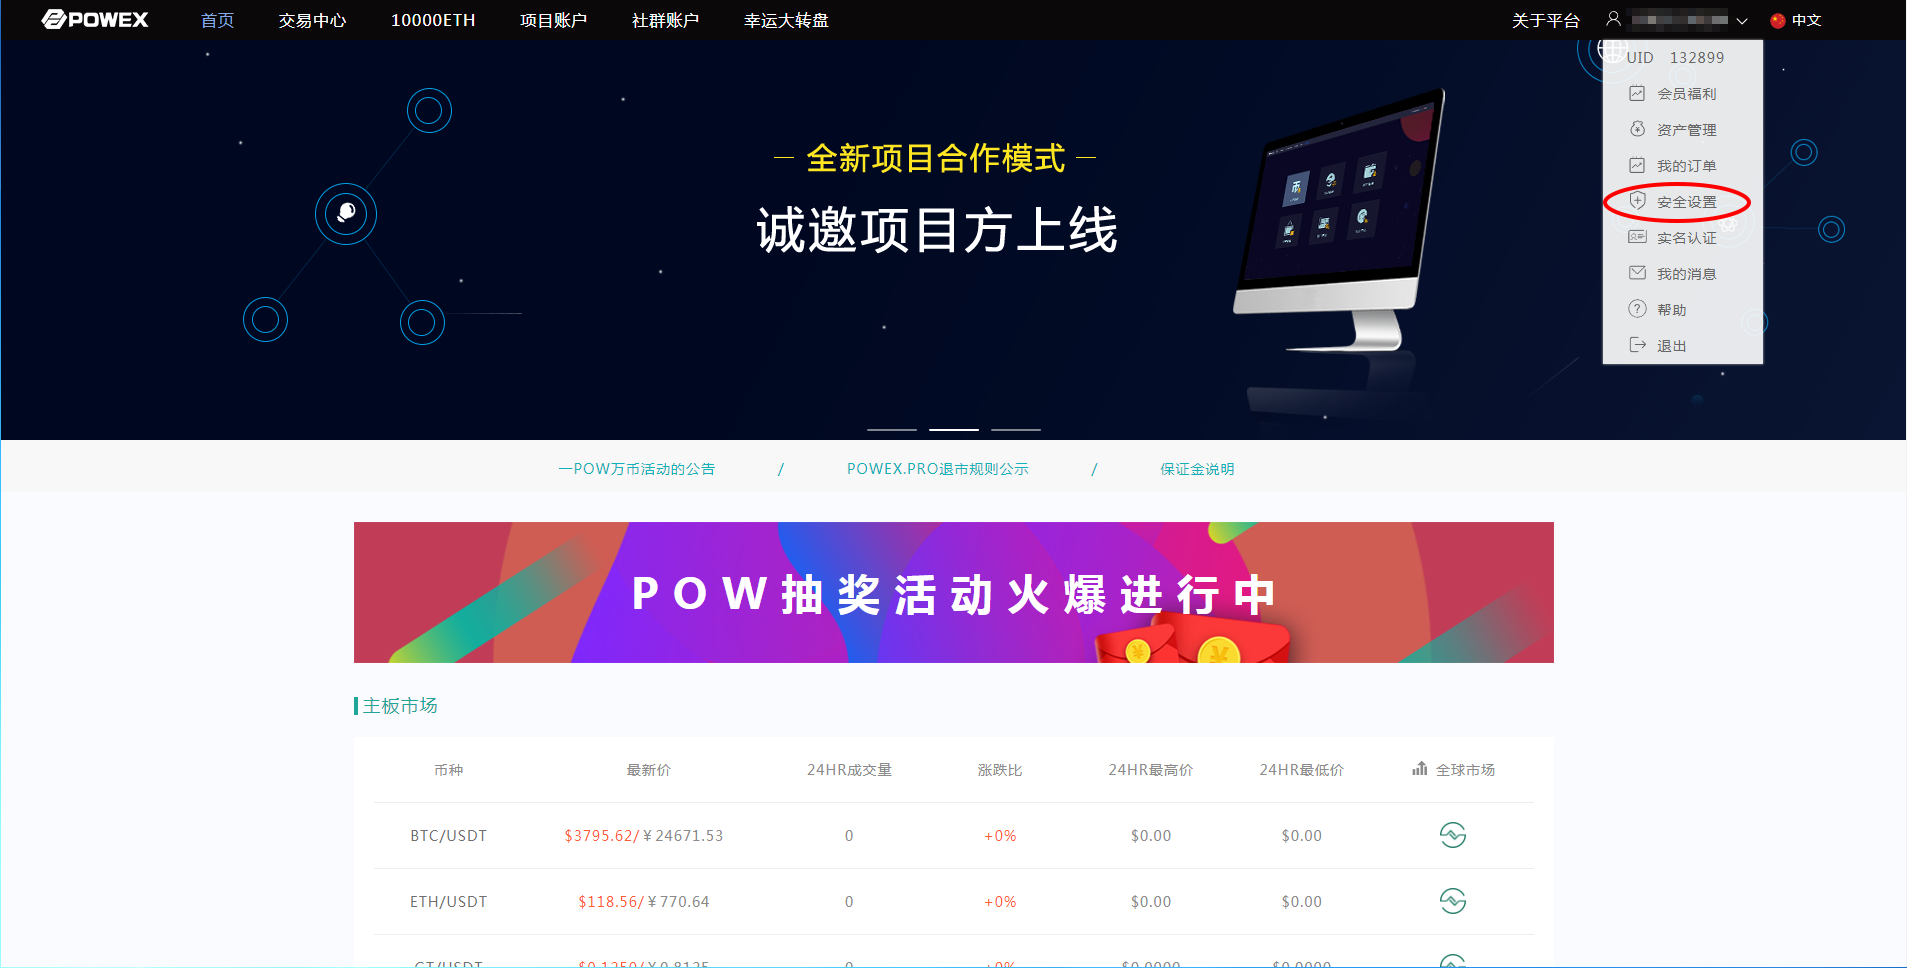 POWEX 首页 交易中心 10000ETH 项目账户 社群账户 幸运大转盘 关于平台 中文
UID 132899
会员福利
资产管理
我的订单
安全设置
实名认证
我的消息
帮助
退出
全新项目合作模式
诚邀项目方上线
一POW万币活动的公告 / POWEX.PRO退市规则公示 / 保证金说明
POW抽奖活动火爆进行中
主板市场
币种 最新价 24HR成交量 涨跌比 24HR最高价 24HR最低价 全球市场
BTC/USDT $3795.62/￥24671.53 0 +0% $0.00 $0.00
ETH/USDT $118.56/￥770.64 0 +0% $0.00 $0.00